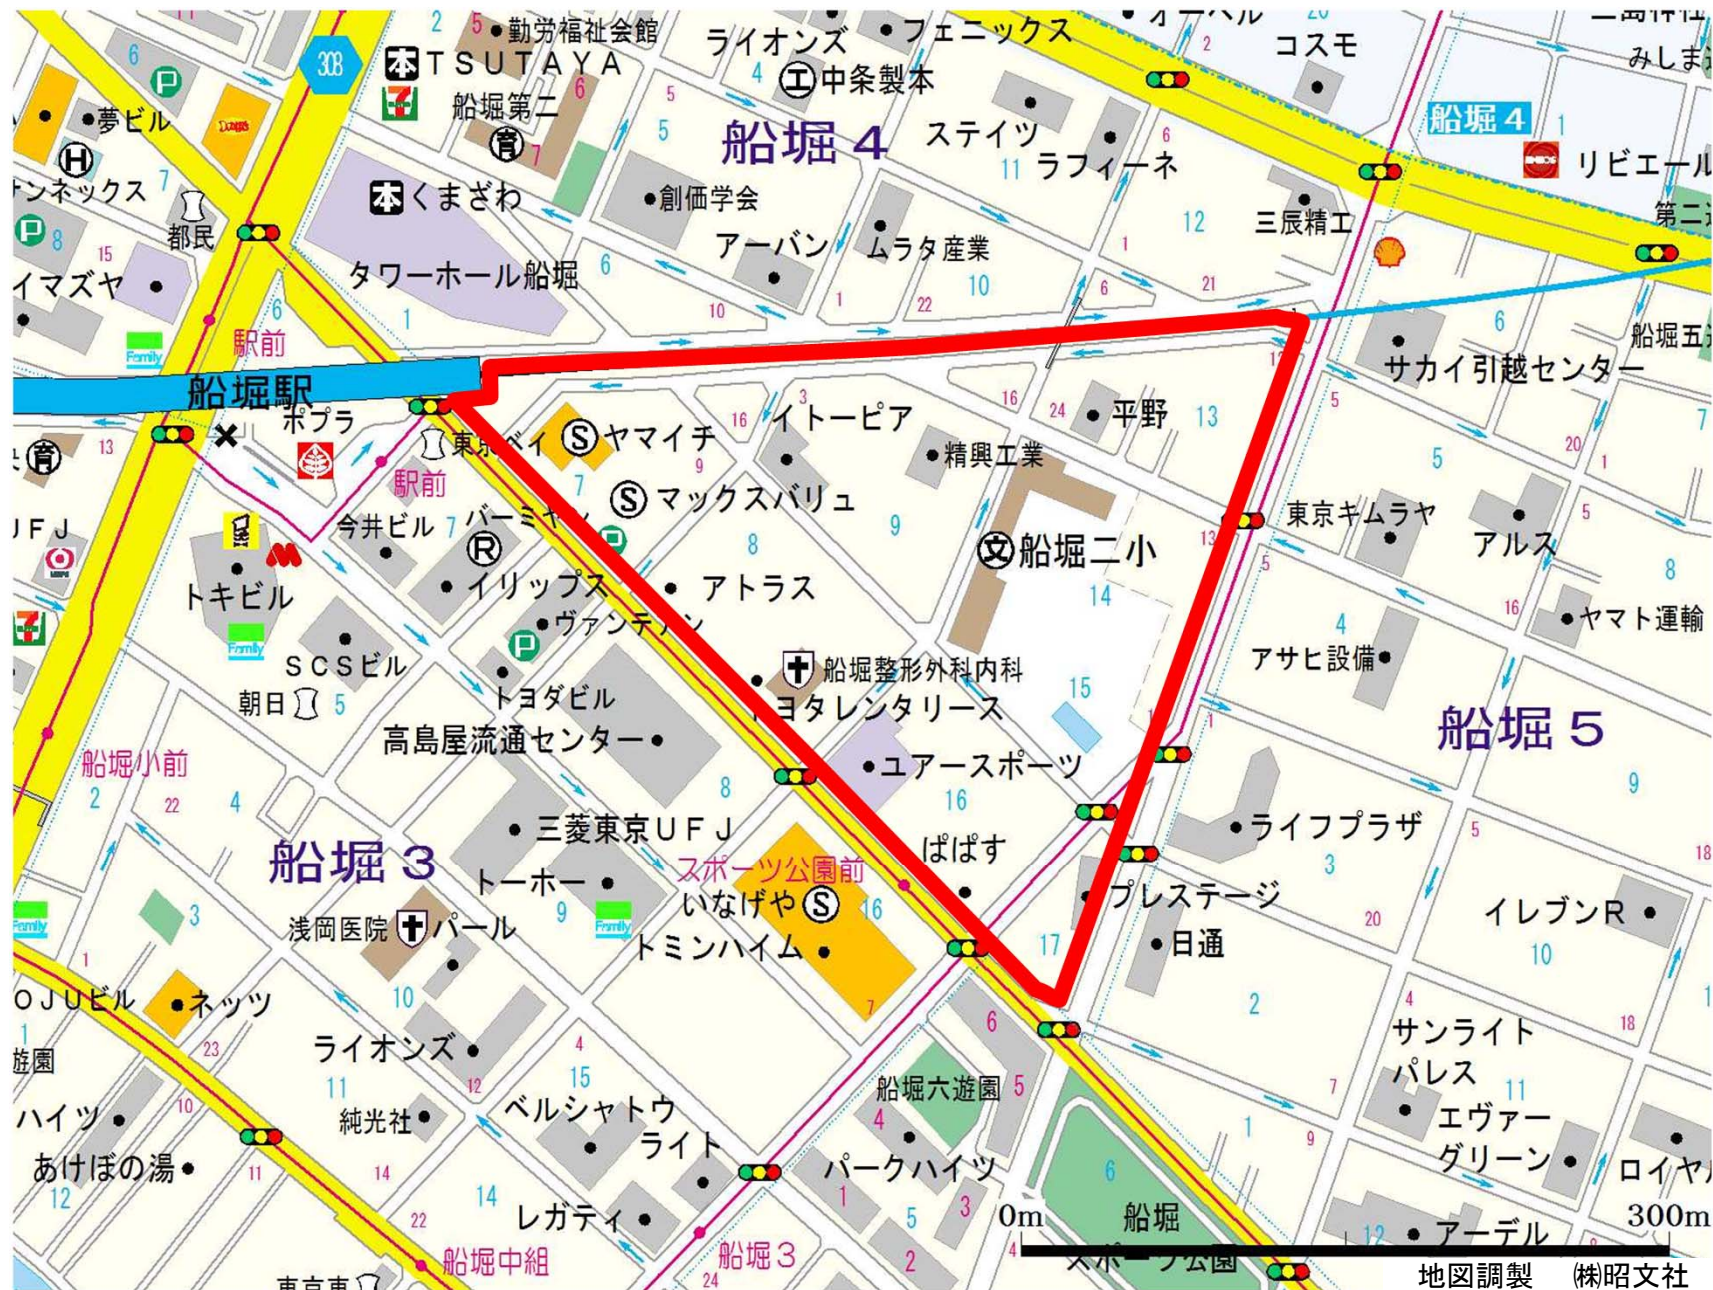 勤労福祉会館
ライオンズ
フェニックス
コスモ
308
本 TSUTAYA
工 中条製本
みしま
船堀第二
育
夢ビル
船堀4
ステイツ
船堀4
リビエール
H
ラフィーネ
本 くまざわ
創価学会
P
都民
アーバン
ムラタ産業
三辰精工
イマズヤ
タワーホール船堀
駅前
Family
サカイ引越センター
船堀駅
ポプラ
イトーピア
平野
東京ベイ
S ヤマイチ
育
駅前
精興工業
S マックスバリュ
東京キムラヤ
UFJ
今井ビル
バーミヤン
R
文 船堀二小
アルス
トキビル
イリップス
アトラス
ヴァンテアン
ヤマト運輸
Family
P
SCSビル
アサヒ設備
船堀整形外科内科
朝日
トヨダビル
トヨタレンタリース
船堀5
高島屋流通センター
船堀小前
ユアースポーツ
三菱東京UFJ
ライフプラザ
船堀3
ぱぱす
スポーツ公園前
トーホー
いなげや S
プレステージ
イレブンR
浅岡医院
パール
Family
トミンハイム
日通
ネッツ
サンライト
パレス
ライオンズ
遊園
船堀六遊園
ハイツ
純光社
ベルシャトウ
エヴァー
グリーン
ライト
あけぼの湯
パークハイツ
レガティ
0m
船堀
スポーツ公園
300m
アーデル
船堀中組
船堀3
地図調製 ㈱昭文社